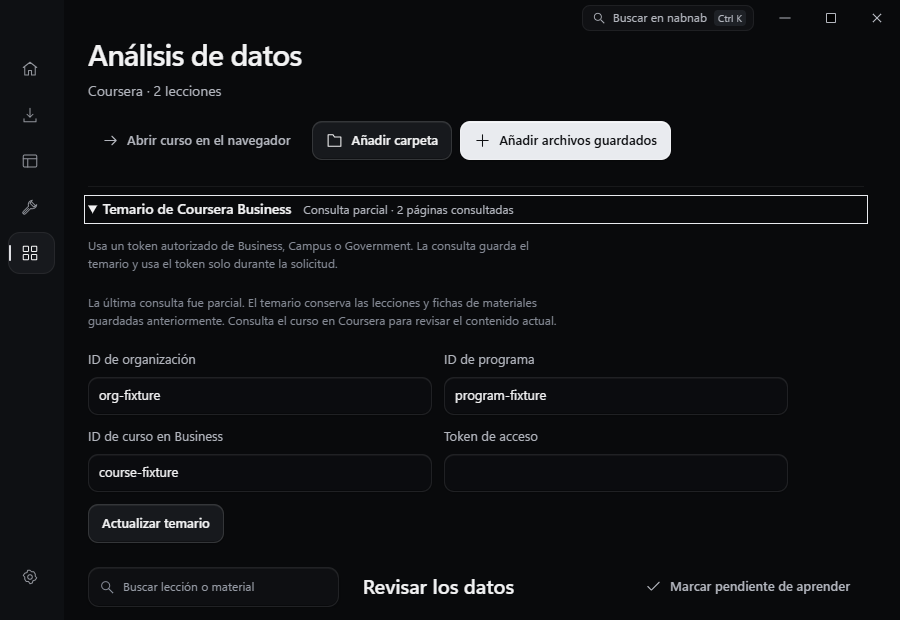 Buscar en nabnab Ctrl K
Análisis de datos
Coursera · 2 lecciones
Abrir curso en el navegador
Añadir carpeta
Añadir archivos guardados
Temario de Coursera Business Consulta parcial · 2 páginas consultadas
Usa un token autorizado de Business, Campus o Government. La consulta guarda el
temario y usa el token solo durante la solicitud.
La última consulta fue parcial. El temario conserva las lecciones y fichas de materiales
guardadas anteriormente. Consulta el curso en Coursera para revisar el contenido actual.
ID de organización
ID de programa
org-fixture
program-fixture
ID de curso en Business
Token de acceso
course-fixture
Actualizar temario
Buscar lección o material
Revisar los datos
Marcar pendiente de aprender